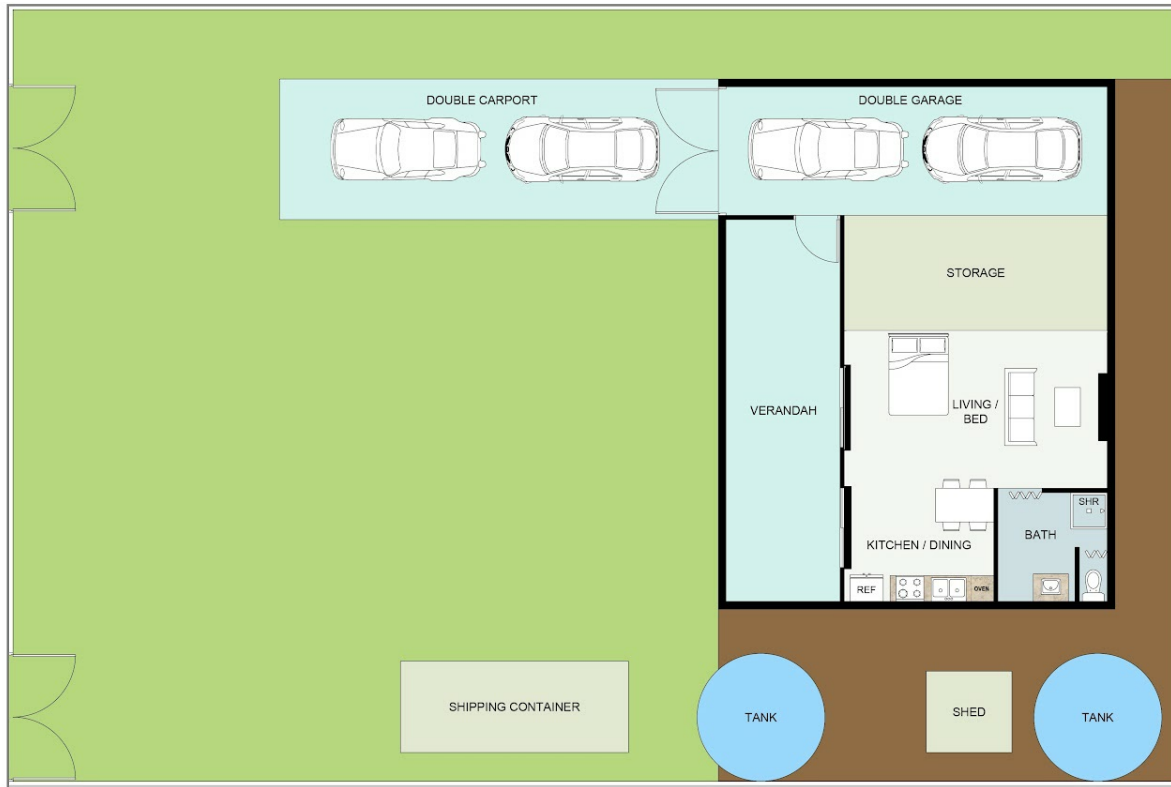 DOUBLE CARPORT
DOUBLE GARAGE
STORAGE
VERANDAH
LIVING /
BED
SHR
BATH
KITCHEN / DINING
REF
OVEN
SHIPPING CONTAINER
TANK
SHED
TANK